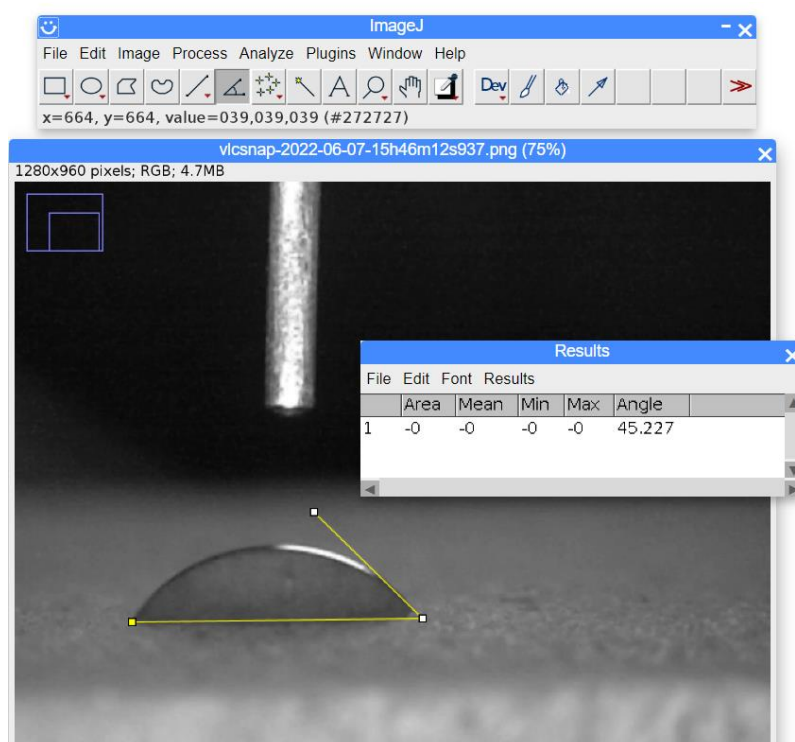 ImageJ
File Edit Image Process Analyze Plugins Window Help
A Dev
x=664, y=664, value=039,039,039 (#272727)
vlcsnap-2022-06-07-15h46m12s937.png (75%)
1280x960 pixels; RGB; 4.7MB
Results
File Edit Font Results
Area Mean Min Max Angle
1 -0 -0 -0 -0 45.227